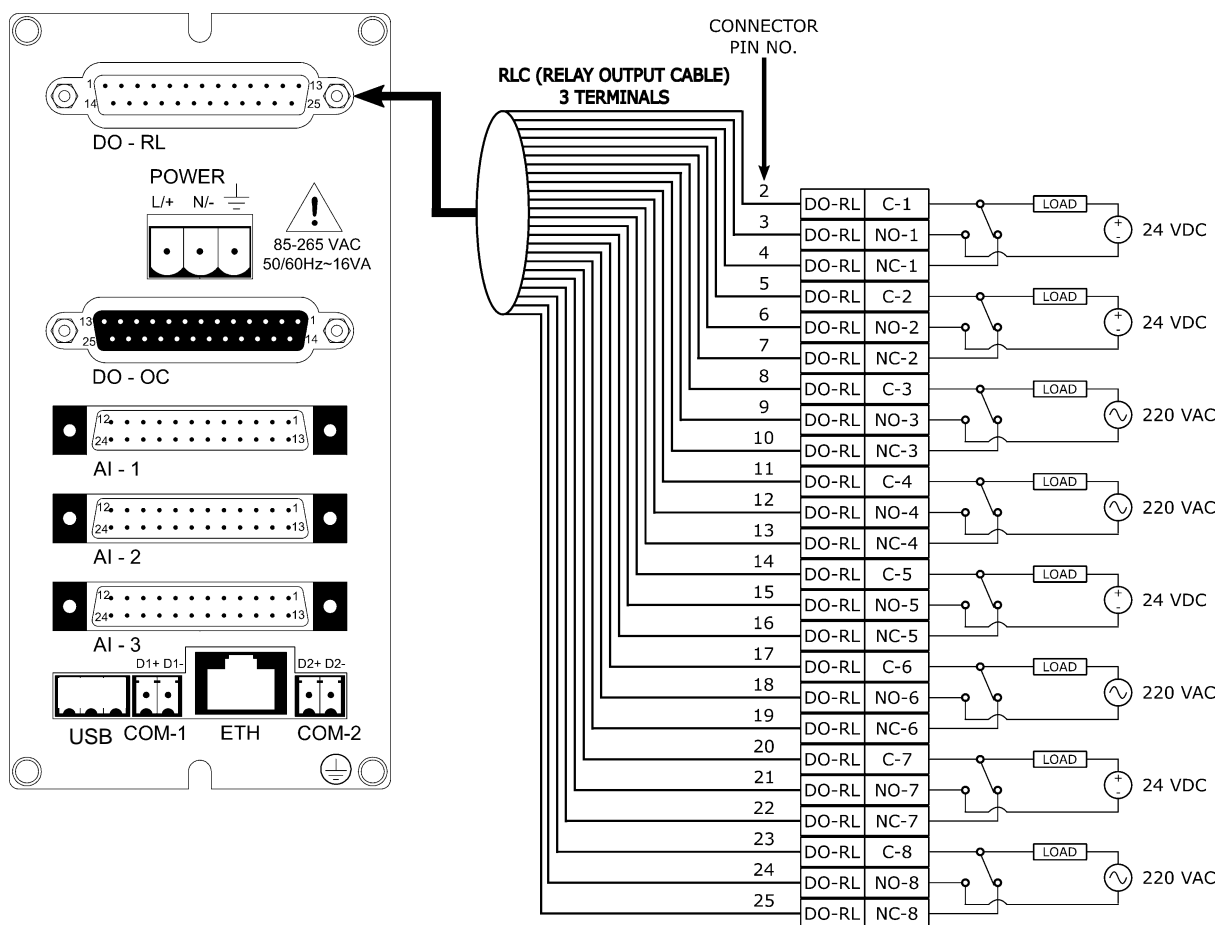 1 13
14 25
DO - RL
POWER
L/+ N/-
!
85-265 VAC
50/60Hz~16VA
13 1
25 14
DO - OC
12 1
24 13
AI - 1
12 1
24 13
AI - 2
12 1
24 13
AI - 3
D1+ D1- D2+ D2-
USB COM-1 ETH COM-2
CONNECTOR
PIN NO.
RLC (RELAY OUTPUT CABLE)
3 TERMINALS
2 DO-RL C-1 LOAD
3 DO-RL NO-1 + - 24 VDC
4 DO-RL NC-1
5 DO-RL C-2 LOAD
6 DO-RL NO-2 + - 24 VDC
7 DO-RL NC-2
8 DO-RL C-3 LOAD
9 DO-RL NO-3 220 VAC
10 DO-RL NC-3
11 DO-RL C-4 LOAD
12 DO-RL NO-4 220 VAC
13 DO-RL NC-4
14 DO-RL C-5 LOAD
15 DO-RL NO-5 + - 24 VDC
16 DO-RL NC-5
17 DO-RL C-6 LOAD
18 DO-RL NO-6 220 VAC
19 DO-RL NC-6
20 DO-RL C-7 LOAD
21 DO-RL NO-7 + - 24 VDC
22 DO-RL NC-7
23 DO-RL C-8 LOAD
24 DO-RL NO-8 220 VAC
25 DO-RL NC-8